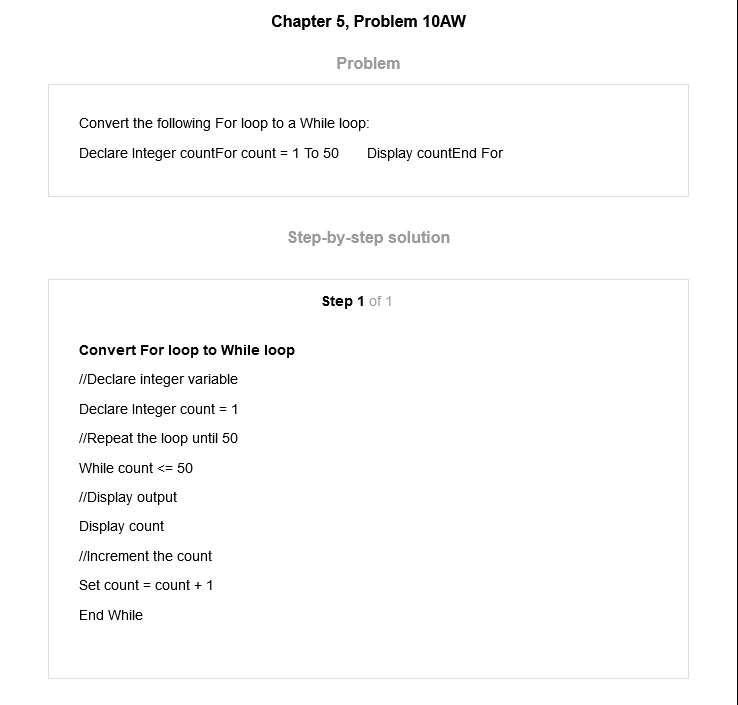 Chapter 5, Problem 10AW
Problem
Convert the following For loop to a While loop:
Declare Integer countFor count = 1 To 50 Display countEnd For
Step-by-step solution
Step 1 of 1
Convert For loop to While loop
//Declare integer variable
Declare Integer count = 1
//Repeat the loop until 50
While count <= 50
//Display output
Display count
//Increment the count
Set count = count + 1
End While